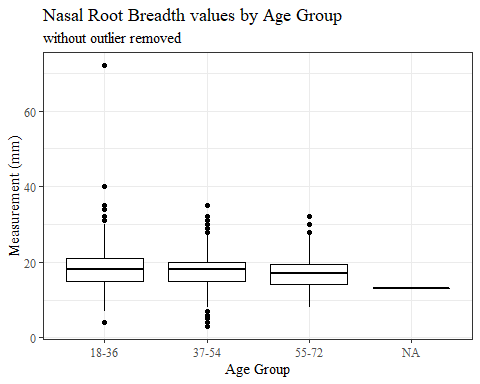 Nasal Root Breadth values by Age Group
without outlier removed
Measurement (mm)
60
40
20
0
18-36 37-54 55-72 NA
Age Group